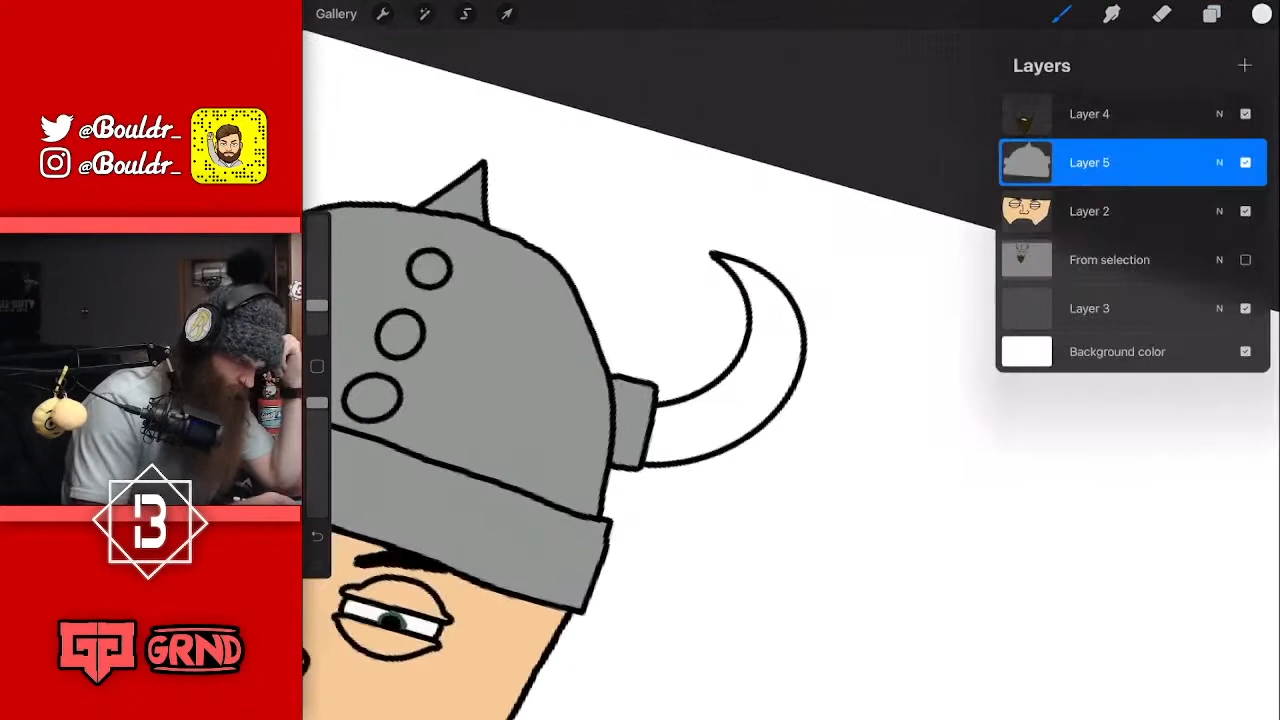 Gallery
@Bouldr_
@Bouldr_
B
GRND
Layers
Layer 4 N
Layer 5 N
Layer 2 N
From selection N
Layer 3 N
Background color